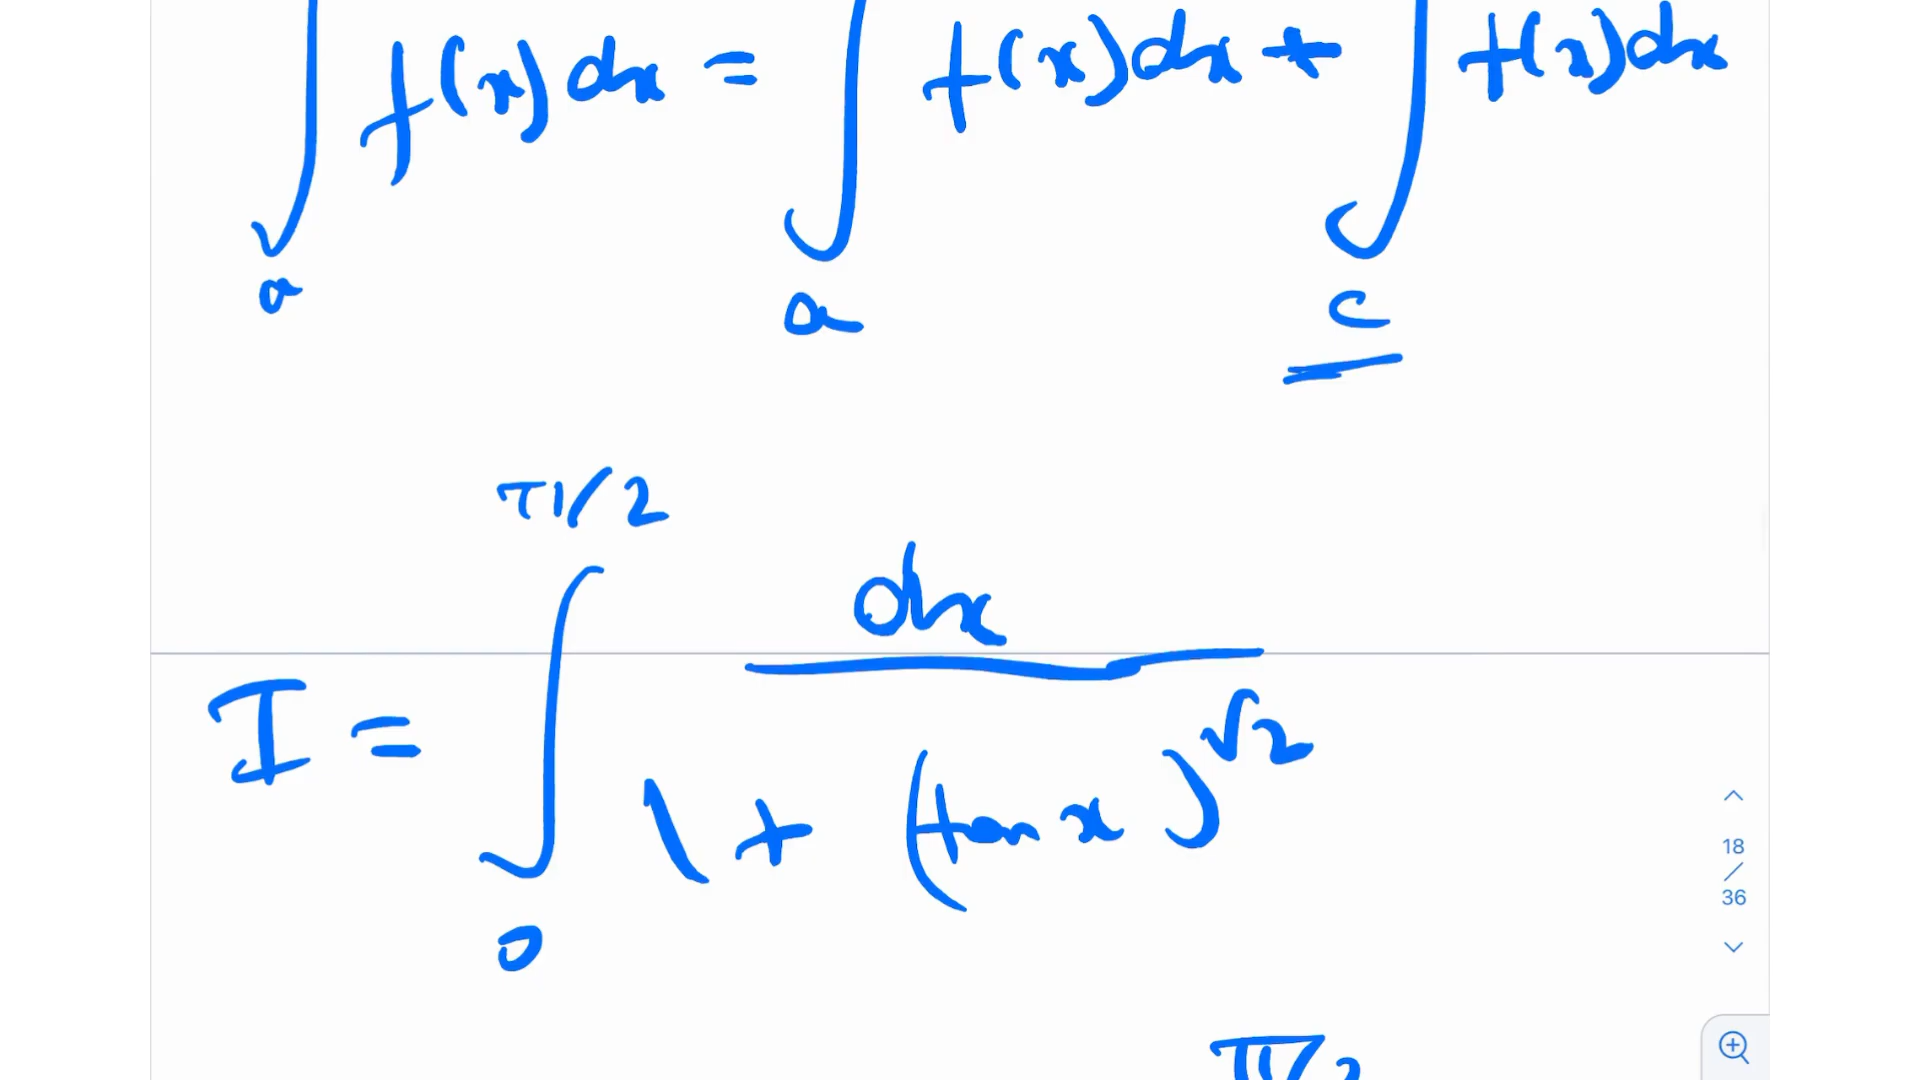 ∫ f(x) dx = ∫ f(x) dx + ∫ f(x) dx
a a c
π/2
I = ∫ dx / 1 + (tan x)^√2
0
π/2
18
/
36